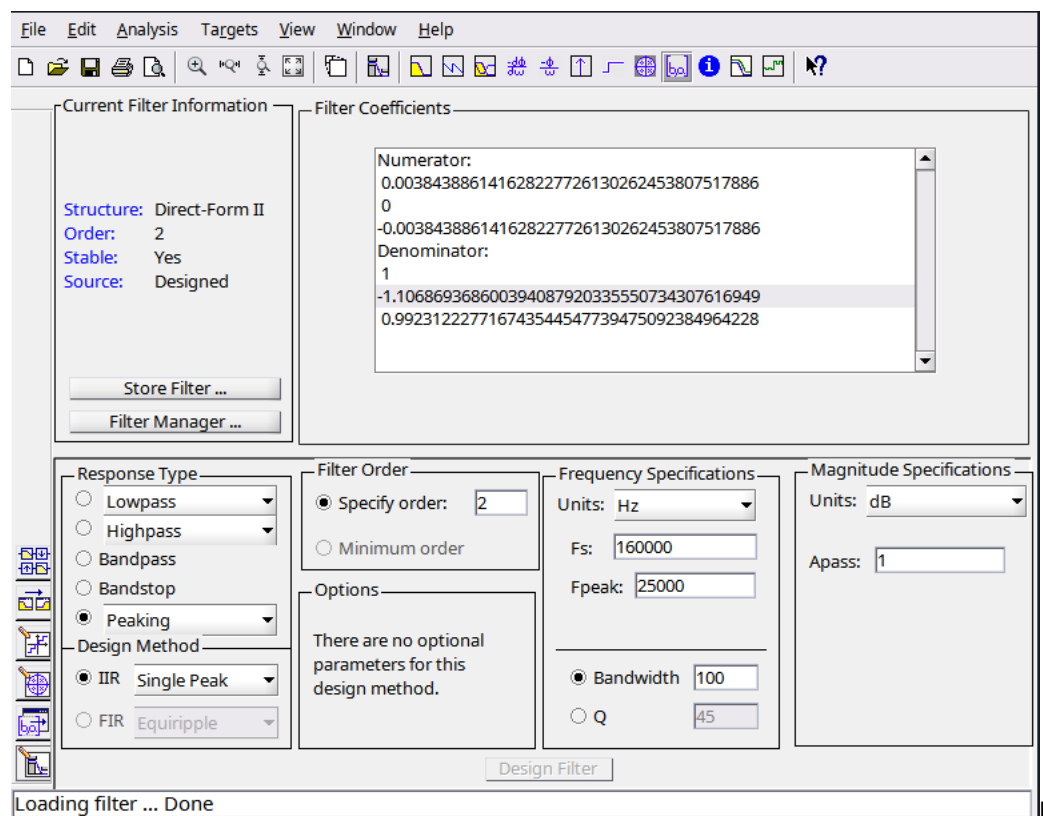 File Edit Analysis Targets View Window Help
Current Filter Information
Structure: Direct-Form II
Order: 2
Stable: Yes
Source: Designed
Store Filter ...
Filter Manager ...
Filter Coefficients
Numerator:
0.003843886141628227726130262453807517886
0
-0.003843886141628227726130262453807517886
Denominator:
1
-1.106869368600394087920335550734307616949
0.992312227716743544547739475092384964228
Response Type
Lowpass
Highpass
Bandpass
Bandstop
Peaking
Design Method
IIR Single Peak
FIR Equiripple
Filter Order
Specify order: 2
Minimum order
Options
There are no optional
parameters for this
design method.
Frequency Specifications
Units: Hz
Fs: 160000
Fpeak: 25000
Bandwidth 100
Q 45
Magnitude Specifications
Units: dB
Apass: 1
Design Filter
Loading filter ... Done